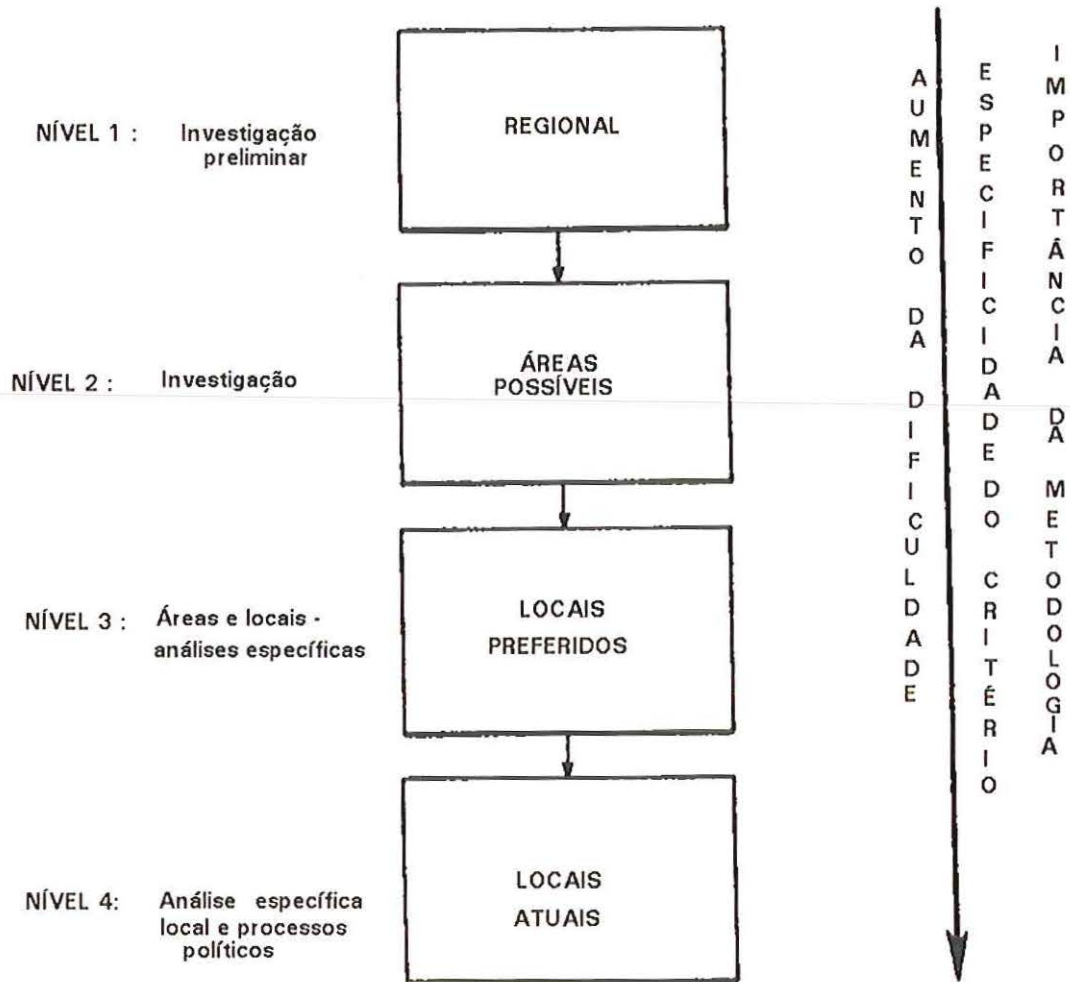 NÍVEL 1 :
Investigação
preliminar
REGIONAL
NÍVEL 2 :
Investigação
ÁREAS
POSSÍVEIS
NÍVEL 3 :
Áreas e locais -
análises específicas
LOCAIS
PREFERIDOS
NÍVEL 4:
Análise específica
local e processos
políticos
LOCAIS
ATUAIS
AUMENTO DA DIFICULDADE
ESPECIFICIDADE DO CRITÉRIO
IMPORTÂNCIA DA METODOLOGIA